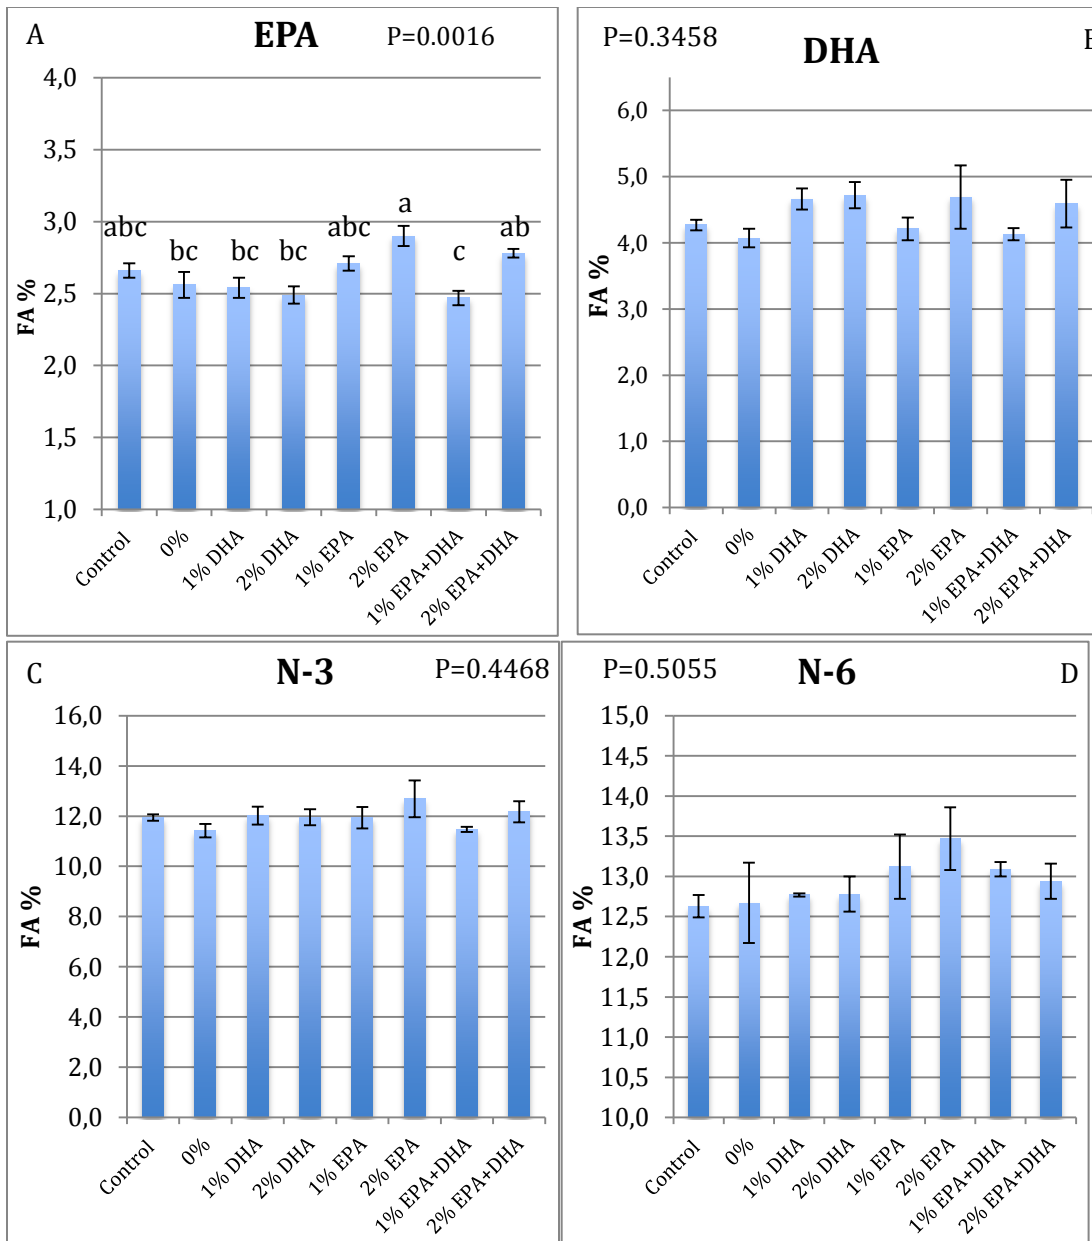 A EPA P=0.0016
4,0
3,5
3,0
2,5
2,0
1,5
1,0
FA %
abc bc bc bc abc a c ab
Control 0% 1% DHA 2% DHA 1% EPA 2% EPA 1% EPA+DHA 2% EPA+DHA
P=0.3458 DHA
6,0
5,0
4,0
3,0
2,0
1,0
0,0
FA %
Control 0% 1% DHA 2% DHA 1% EPA 2% EPA 1% EPA+DHA 2% EPA+DHA
C N-3 P=0.4468
16,0
14,0
12,0
10,0
8,0
6,0
4,0
2,0
0,0
FA %
Control 0% 1% DHA 2% DHA 1% EPA 2% EPA 1% EPA+DHA 2% EPA+DHA
P=0.5055 N-6 D
15,0
14,5
14,0
13,5
13,0
12,5
12,0
11,5
11,0
10,5
10,0
FA %
Control 0% 1% DHA 2% DHA 1% EPA 2% EPA 1% EPA+DHA 2% EPA+DHA